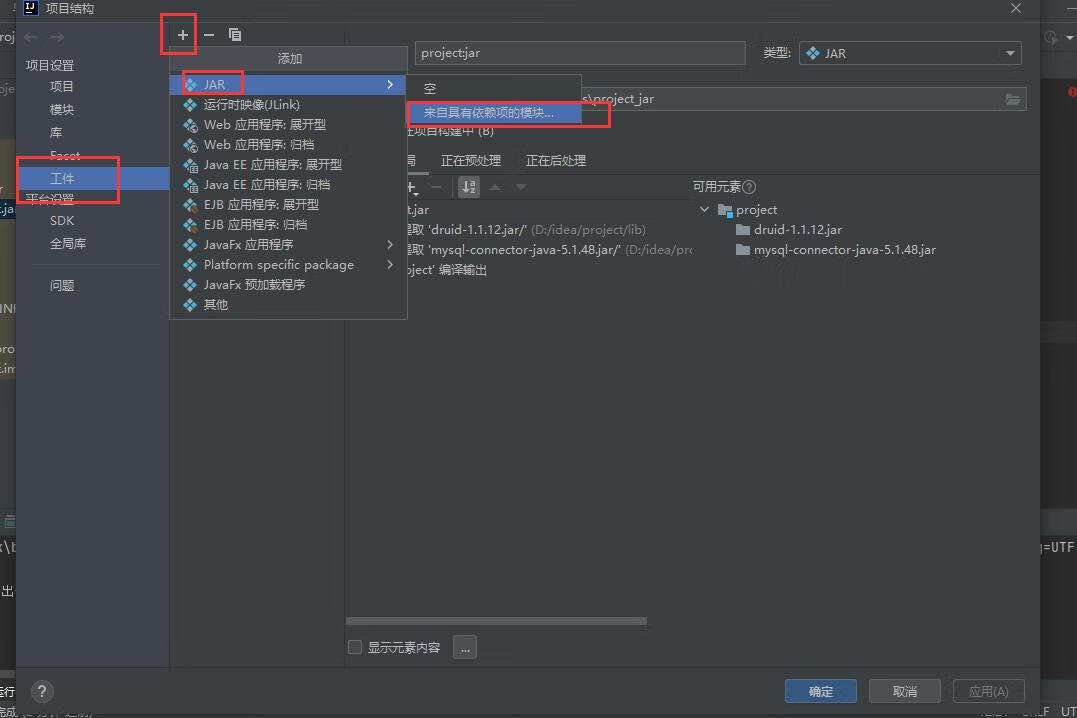 项目结构
项目设置
项目
模块
库
Facet
工件
平台设置
SDK
全局库
问题
添加
JAR
运行时映像(JLink)
Web 应用程序: 展开型
Web 应用程序: 归档
Java EE 应用程序: 展开型
Java EE 应用程序: 归档
EJB 应用程序: 展开型
EJB 应用程序: 归档
JavaFx 应用程序
Platform specific package
JavaFx 预加载程序
其他
空
来自具有依赖项的模块...
project:jar
类型:
JAR
s\project_jar
在项目构建中 (B)
局 正在预处理 正在后处理
t.jar
提取 'druid-1.1.12.jar/' (D:/idea/project/lib)
提取 'mysql-connector-java-5.1.48.jar/' (D:/idea/prc
oject' 编译输出
可用元素
project
druid-1.1.12.jar
mysql-connector-java-5.1.48.jar
显示元素内容
...
?
确定
取消
应用(A)
=UTF
运行